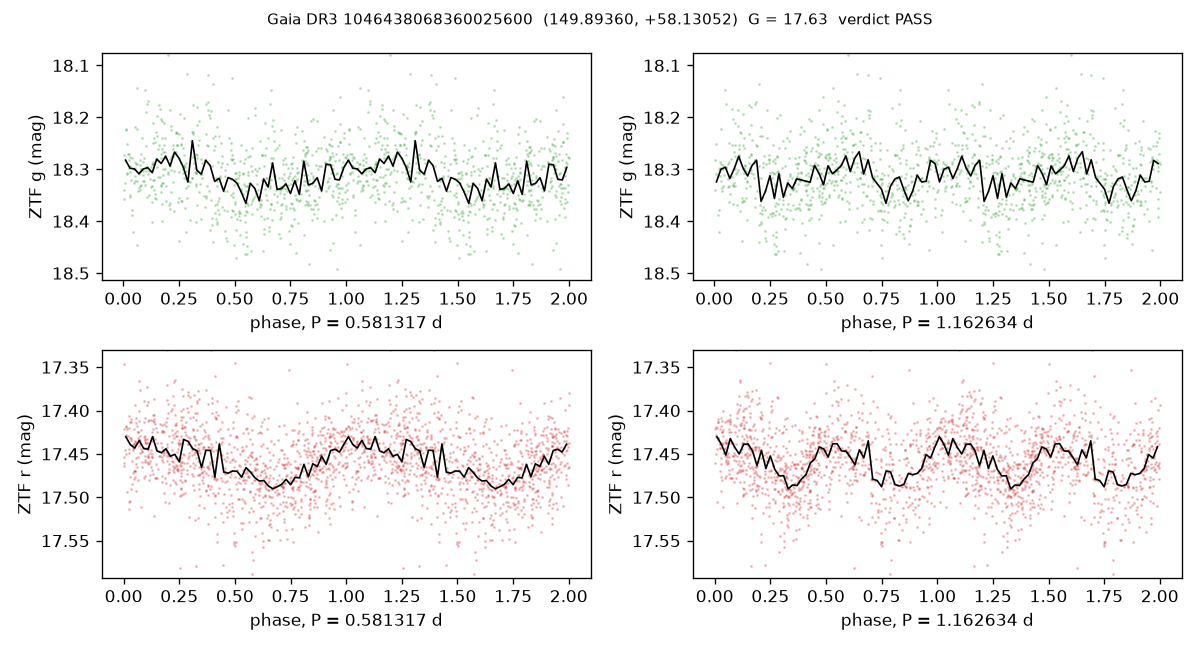 Gaia DR3 1046438068360025600 (149.89360, +58.13052) G = 17.63 verdict PASS
18.1
18.2
18.3
18.4
18.5
ZTF g (mag)
0.00 0.25 0.50 0.75 1.00 1.25 1.50 1.75 2.00
phase, P = 0.581317 d
18.1
18.2
18.3
18.4
18.5
ZTF g (mag)
0.00 0.25 0.50 0.75 1.00 1.25 1.50 1.75 2.00
phase, P = 1.162634 d
17.35
17.40
17.45
17.50
17.55
ZTF r (mag)
0.00 0.25 0.50 0.75 1.00 1.25 1.50 1.75 2.00
phase, P = 0.581317 d
17.35
17.40
17.45
17.50
17.55
ZTF r (mag)
0.00 0.25 0.50 0.75 1.00 1.25 1.50 1.75 2.00
phase, P = 1.162634 d